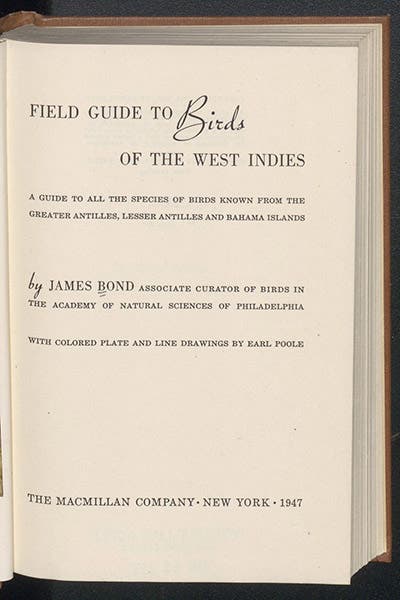 FIELD GUIDE TO Birds
OF THE WEST INDIES
A GUIDE TO ALL THE SPECIES OF BIRDS KNOWN FROM THE
GREATER ANTILLES, LESSER ANTILLES AND BAHAMA ISLANDS
by JAMES BOND ASSOCIATE CURATOR OF BIRDS IN
THE ACADEMY OF NATURAL SCIENCES OF PHILADELPHIA
WITH COLORED PLATE AND LINE DRAWINGS BY EARL POOLE
THE MACMILLAN COMPANY · NEW YORK · 1947